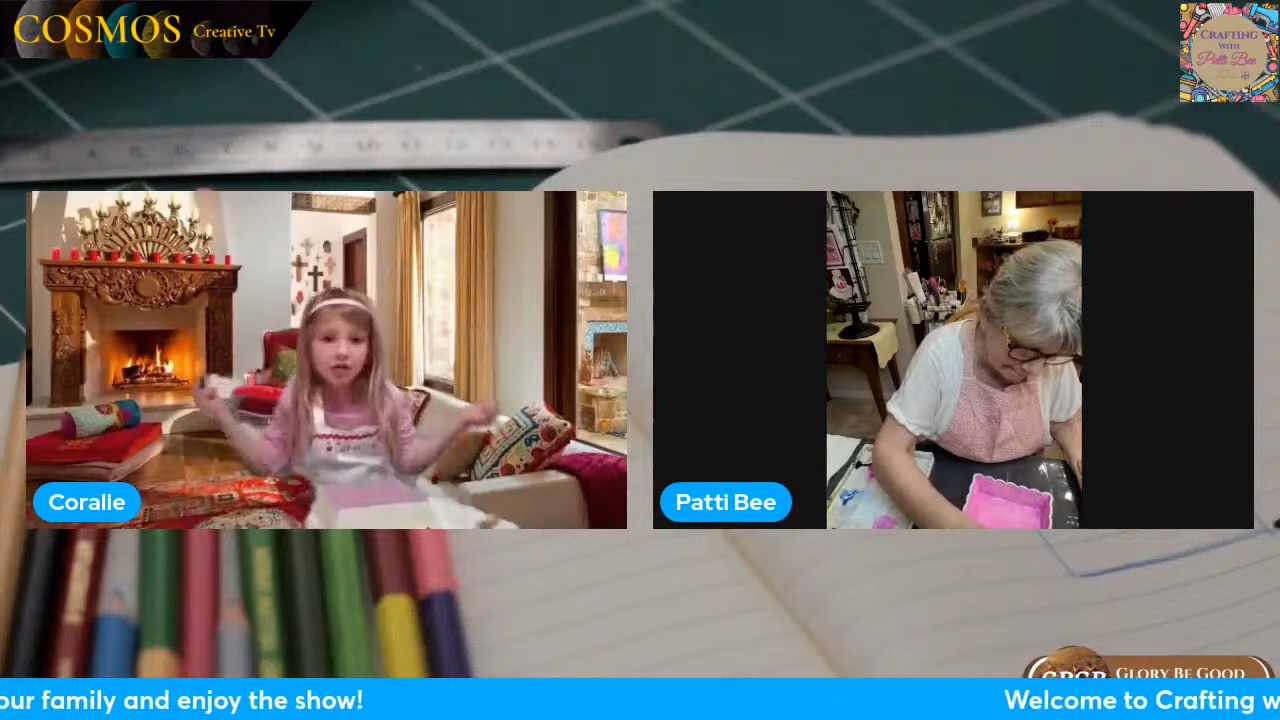 COSMOS Creative Tv
CRAFTING
WITH
Patti Bee
Coralie
Patti Bee
GLORY BE GOOD
our family and enjoy the show!
Welcome to Crafting w